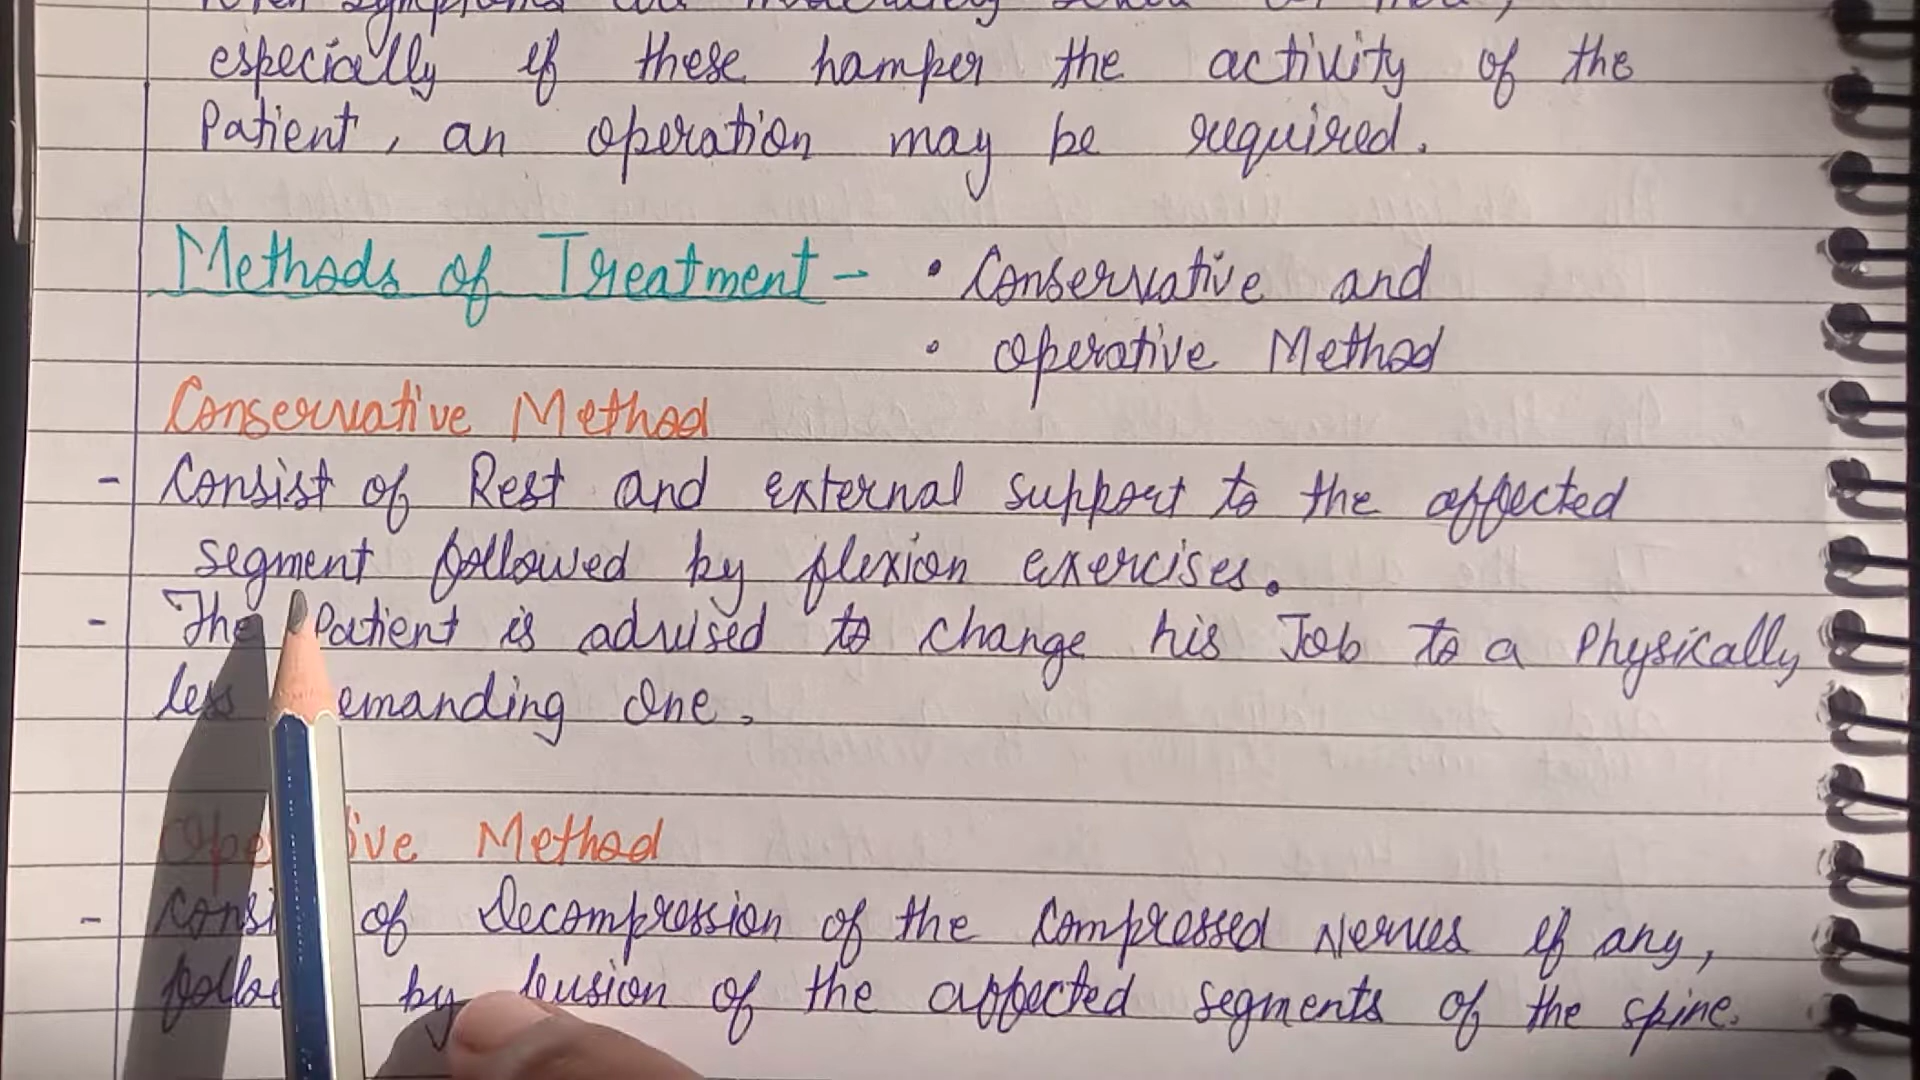 especially if these hamper the activity of the
Patient, an operation may be required.
Methods of Treatment - • Conservative and
• Operative Method
Conservative Method
- Consist of Rest and external support to the affected
segment followed by flexion exercises.
- The Patient is advised to change his Job to a Physically
less emanding One.
ive Method
- of Decompression of the Compressed Nerves if any,
by fusion of the affected segments of the spine.